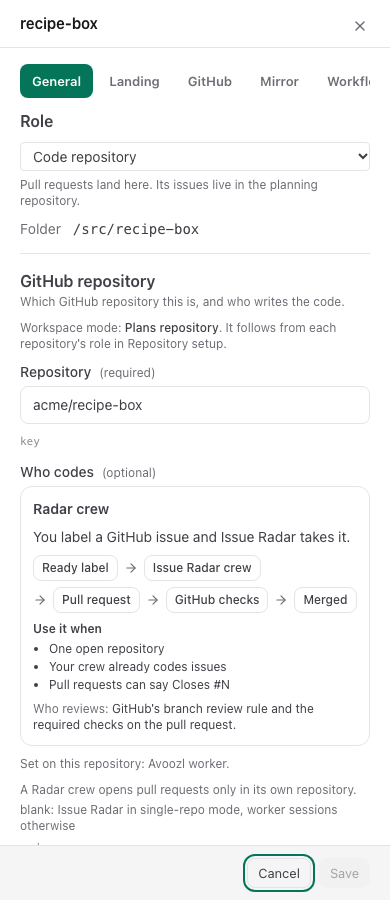 recipe-box
General Landing GitHub Mirror
Role
Code repository
Pull requests land here. Its issues live in the planning
repository.
Folder /src/recipe-box
GitHub repository
Which GitHub repository this is, and who writes the code.
Workspace mode: Plans repository. It follows from each
repository's role in Repository setup.
Repository (required)
acme/recipe-box
key
Who codes (optional)
Radar crew
You label a GitHub issue and Issue Radar takes it.
Ready label → Issue Radar crew
→ Pull request → GitHub checks → Merged
Use it when
• One open repository
• Your crew already codes issues
• Pull requests can say Closes #N
Who reviews: GitHub's branch review rule and the
required checks on the pull request.
Set on this repository: Avoozl worker.
A Radar crew opens pull requests only in its own repository.
blank: Issue Radar in single-repo mode, worker sessions
otherwise
Cancel Save